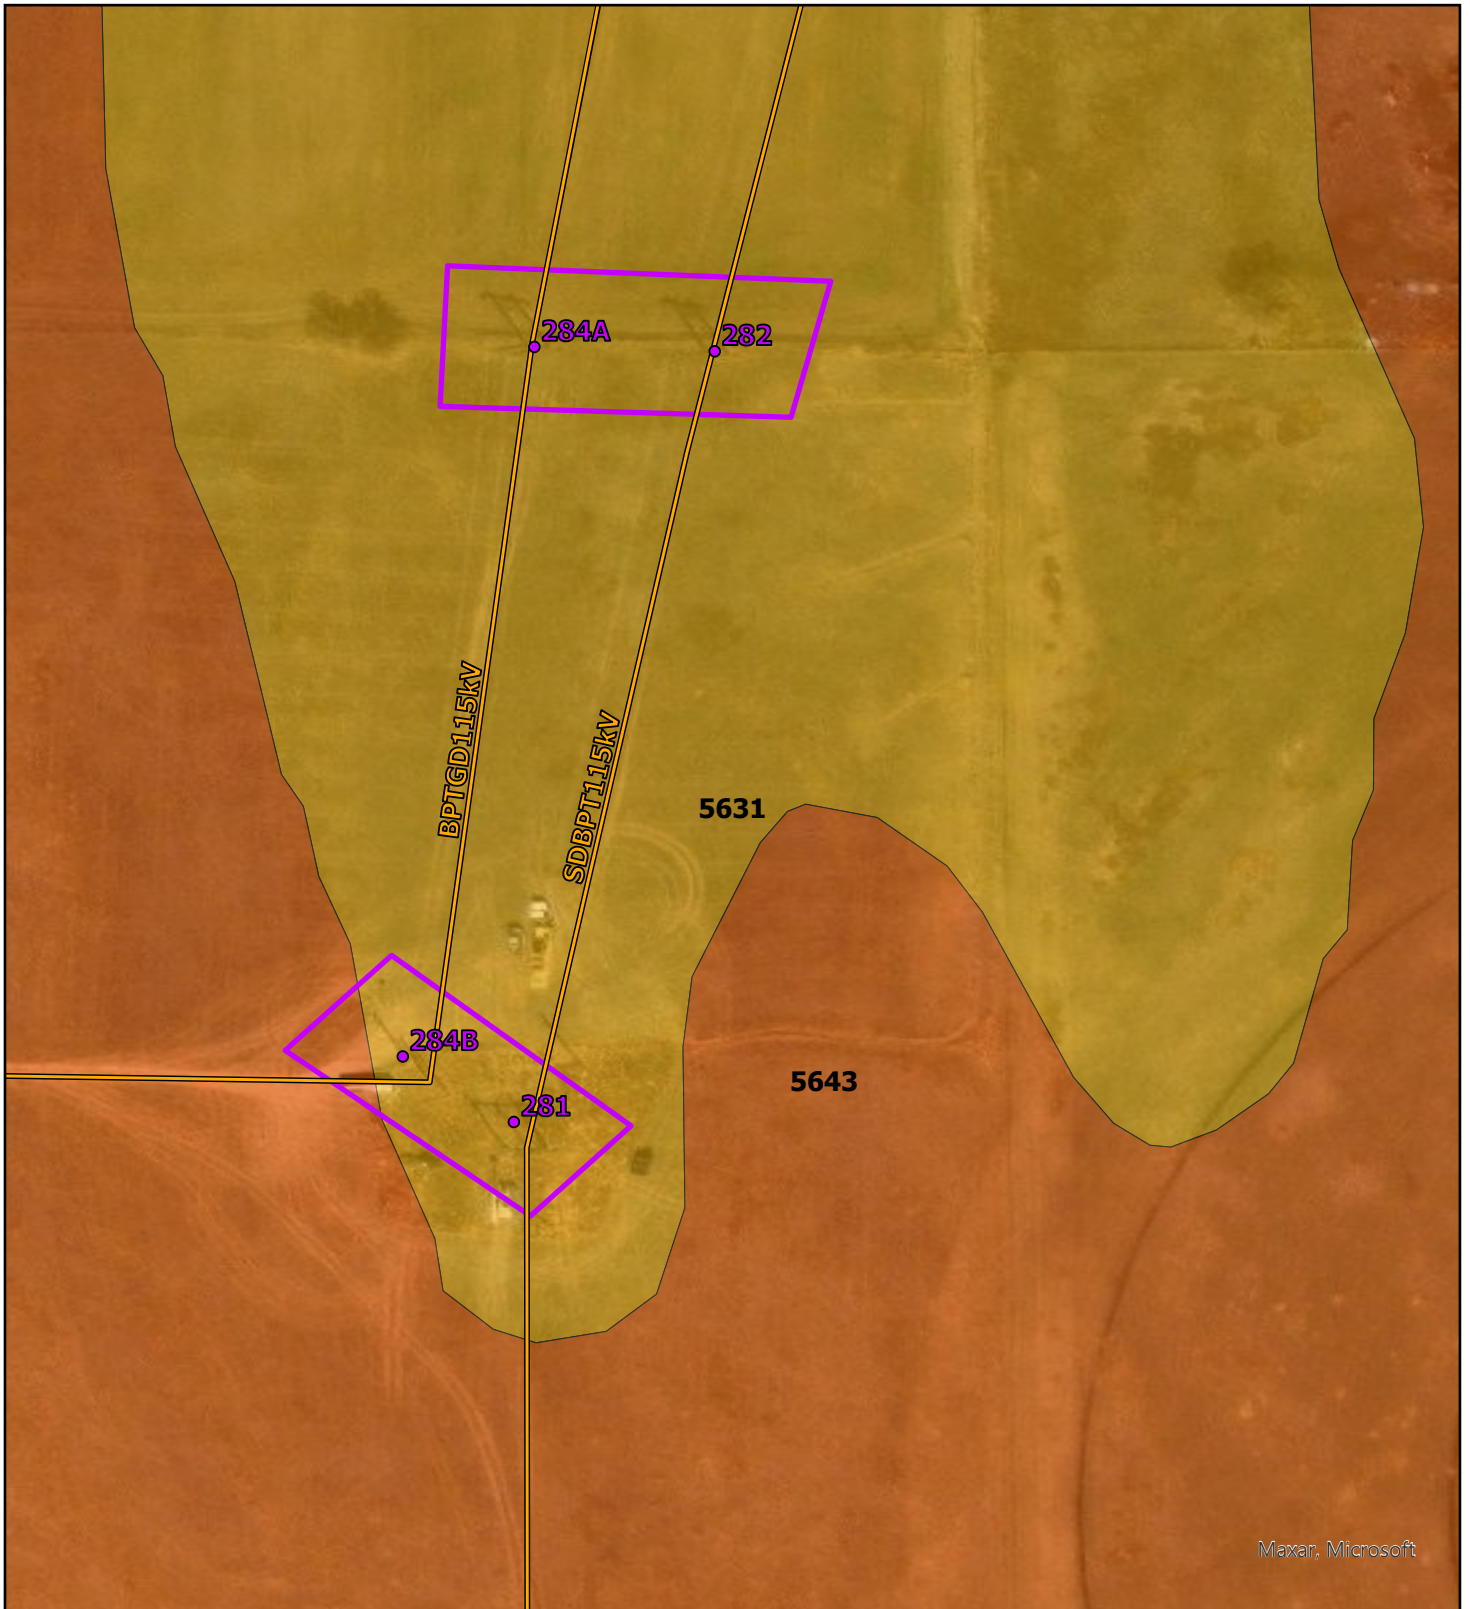 284A
282
BPTGD115kV
SDBPT115kV
5631
284B
5643
281
Maxar, Microsoft